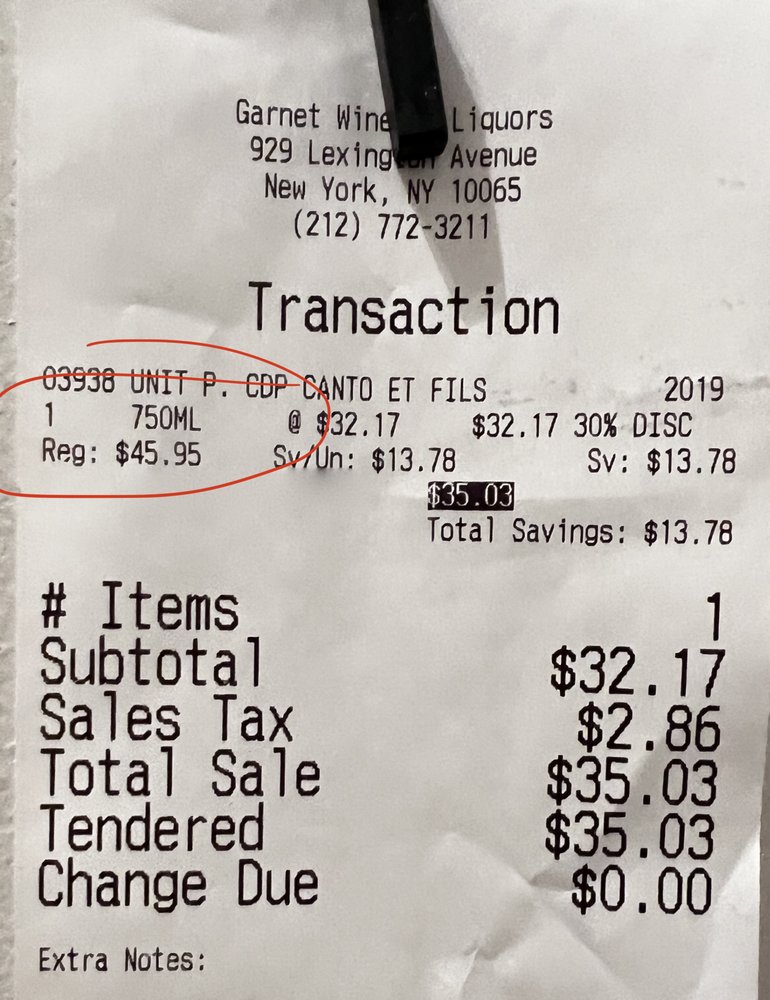 Garnet Wine Liquors
929 Avenue
New York, NY 10065
(212) 772-3211
Transaction
03938 UNIT P. CDP CANTO ET FILS 2019
1 750ML @ $32.17 $32.17 30% DISC
Reg: $45.95 Sv/Un: $13.78 Sv: $13.78
$35.03
Total Savings: $13.78
# Items 1
Subtotal $32.17
Sales Tax $2.86
Total Sale $35.03
Tendered $35.03
Change Due $0.00
Extra Notes: